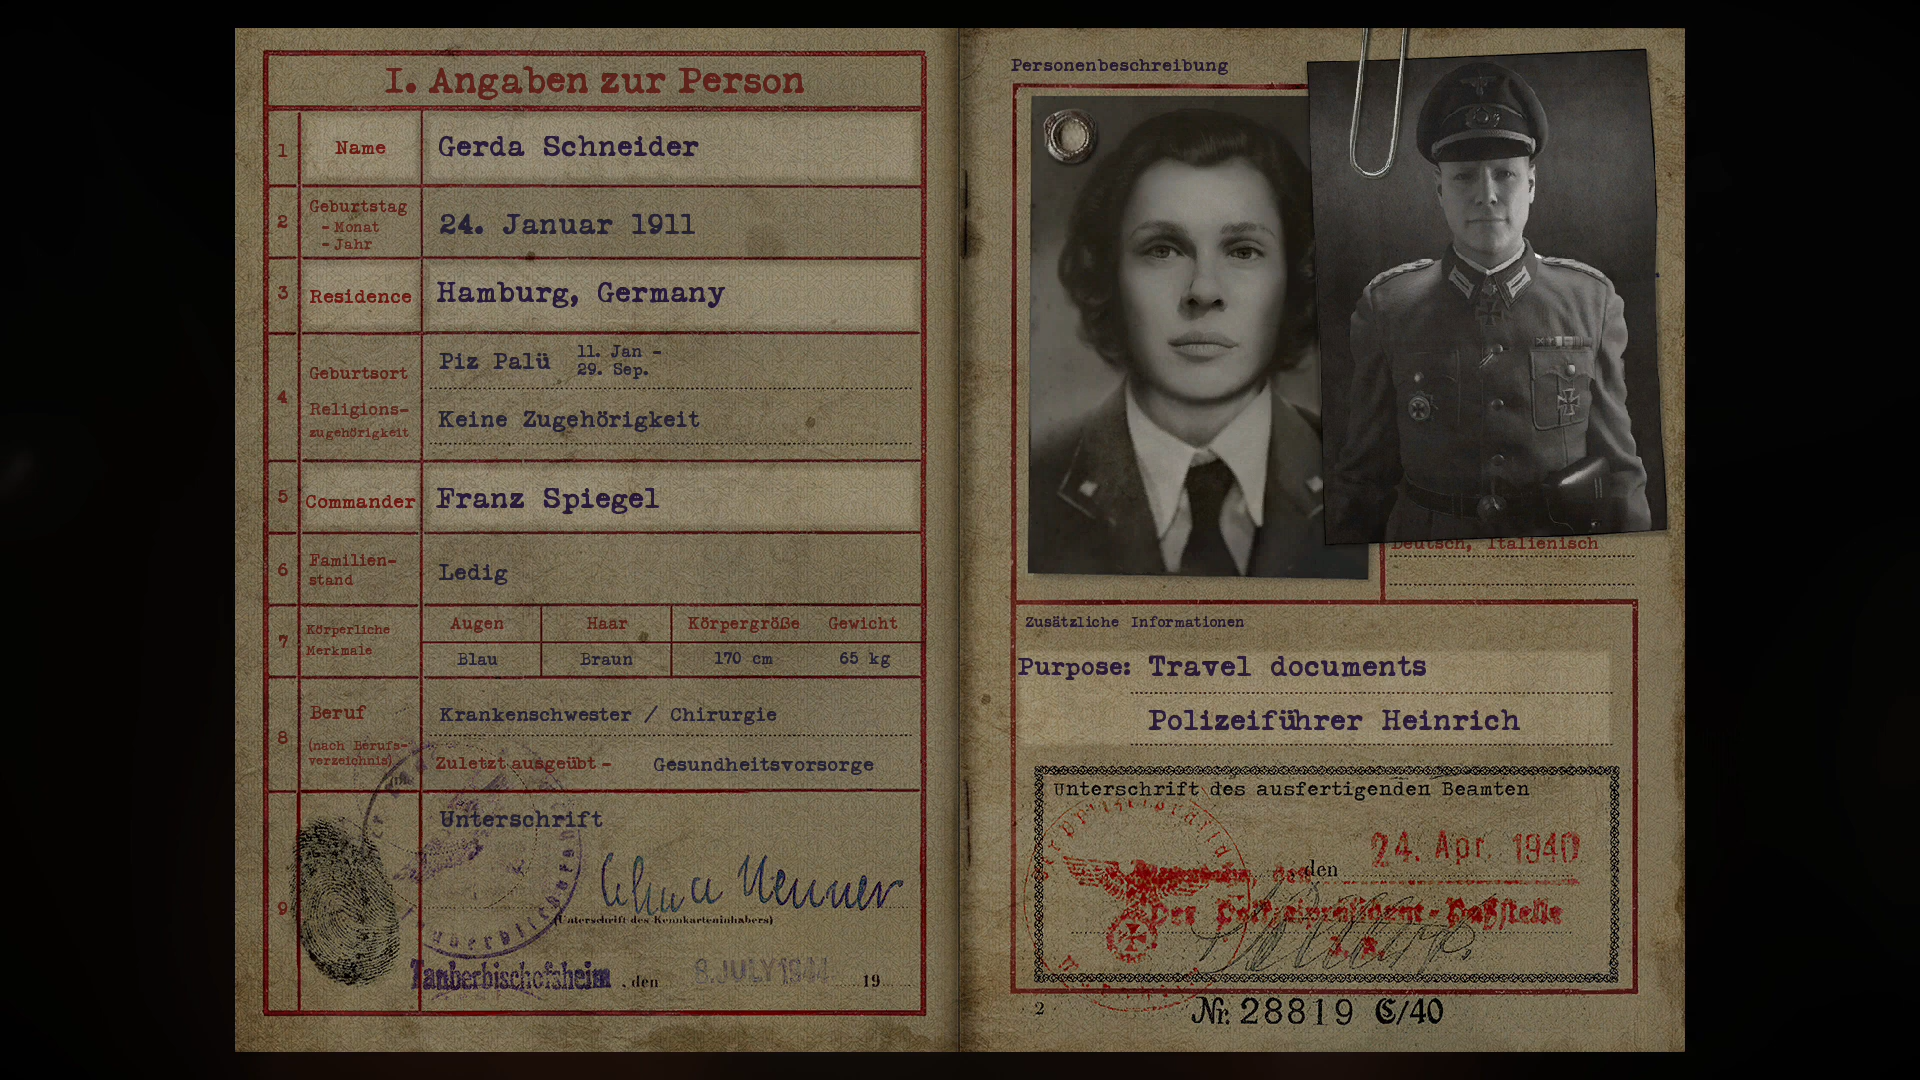 I. Angaben zur Person
1 Name Gerda Schneider
2 Geburtstag
- Monat
- Jahr
24. Januar 1911
3 Residence Hamburg, Germany
4 Geburtsort Piz Palü 11. Jan -
29. Sep.
Religions-
zugehörigkeit
Keine Zugehörigkeit
5 Commander Franz Spiegel
6 Familien-
stand
Ledig
7 Körperliche
Merkmale
Augen Haar Körpergröße Gewicht
Blau Braun 170 cm 65 kg
8 Beruf
(nach Berufs-
verzeichnis)
Krankenschwester / Chirurgie
Zuletzt ausgeübt - Gesundheitsvorsorge
9
Unterschrift
(Unterschrift des Kennkarteninhabers)
Tauberbischofsheim , den 8. JULY 1944 19
Personenbeschreibung
Deutsch, Italienisch
Zusätzliche Informationen
Purpose: Travel documents
Polizeiführer Heinrich
Unterschrift des ausfertigenden Beamten
den 24. Apr. 1940
Der Polizeipräsident - Paßstelle
2
Nr. 28819 C/40